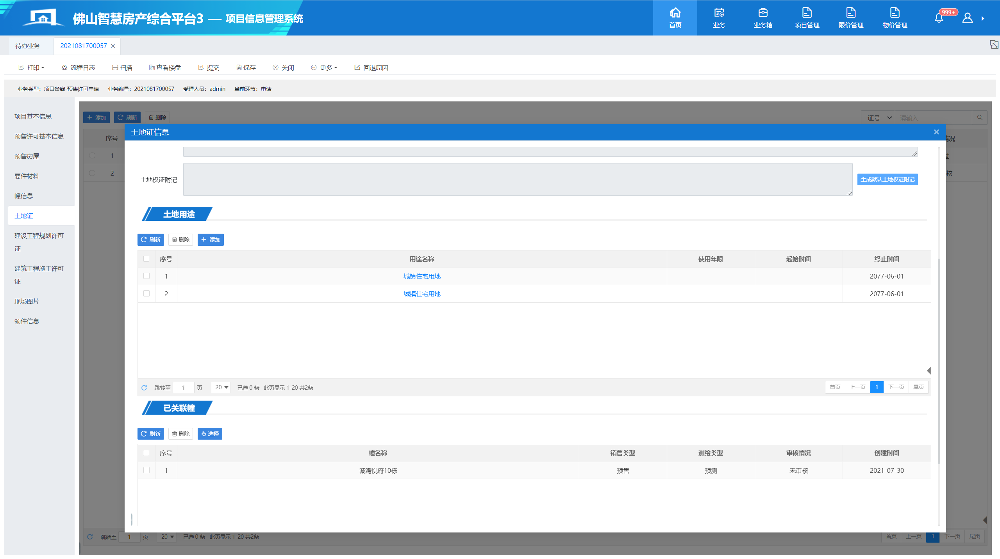 佛山智慧房产综合平台3 — 项目信息管理系统
首页 业务 业务箱 项目管理 限价管理 物价管理 999+
待办业务 2021081700057
打印 流程日志 扫描 查看楼盘 提交 保存 关闭 更多 回退原因
业务类型：项目备案-预售许可申请 业务编号：2021081700057 受理人员：admin 当前环节：申请
项目基本信息
预售许可基本信息
预售房屋
要件材料
幢信息
土地证
建设工程规划许可
证
建筑工程施工许可
证
现场图片
领件信息
添加 刷新 删除 证号 请输入
序号 情况
1 过
2 核
土地证信息
土地权证附记 生成默认土地权证附记
土地用途
刷新 删除 添加
序号 用途名称 使用年限 起始时间 终止时间
1 城镇住宅用地 2077-06-01
2 城镇住宅用地 2077-06-01
跳转至 1 页 20 已选 0 条 此页显示 1-20 共2条 首页 上一页 1 下一页 尾页
已关联幢
刷新 删除 选择
序号 幢名称 销售类型 测绘类型 审核情况 创建时间
1 诚湾悦府10栋 预售 预测 未审核 2021-07-30
跳转至 1 页 20 已选 0 条 此页显示 1-20 共2条 首页 上一页 1 下一页 尾页